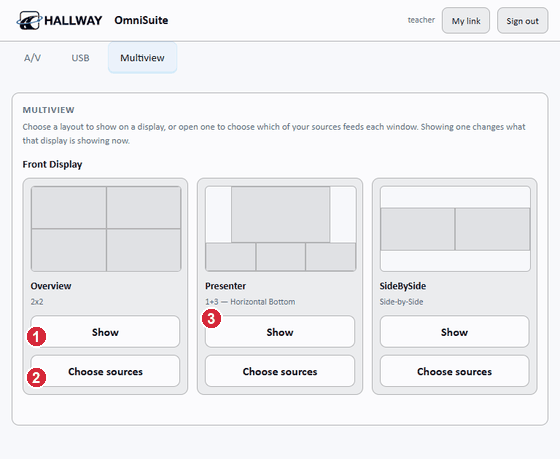 HALLWAY OmniSuite teacher My link Sign out
A/V USB Multiview
MULTIVIEW
Choose a layout to show on a display, or open one to choose which of your sources feeds each window. Showing one changes what
that display is showing now.
Front Display
Overview Presenter SideBySide
2x2 1+3 — Horizontal Bottom Side-by-Side
3
1 Show Show Show
2 Choose sources Choose sources Choose sources